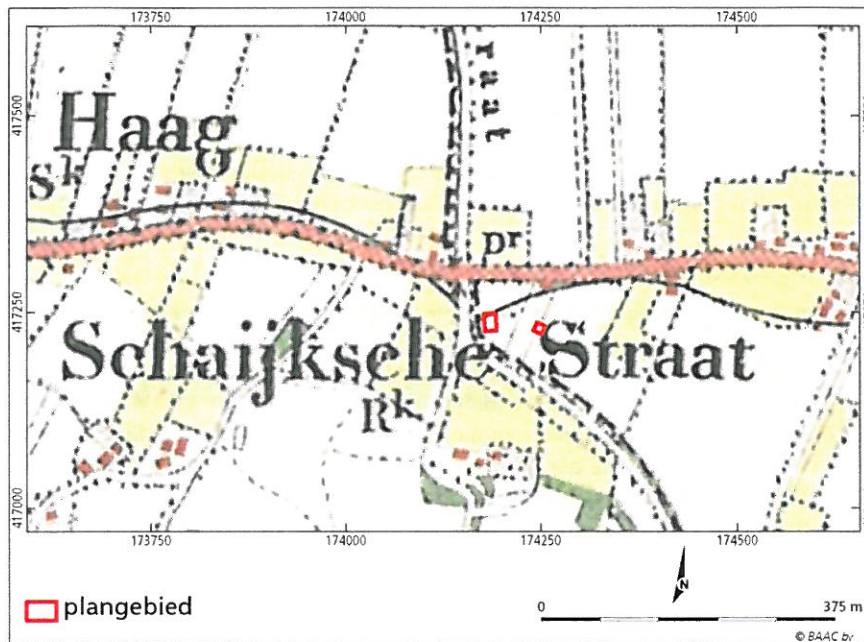 173750 174000 174250 174500
417500
417250
417000
Haag
Sk
raat
pr
Schaijksche Straat
Rk
173750 174000 174250 174500
plangebied
N
0 375 m
© BAAC bv